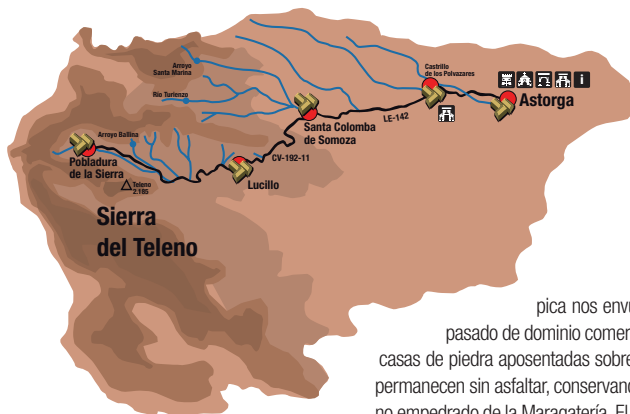 Arroyo
Santa Marina
Río Turienzo
Castrillo
de los Polvazares
i
Astorga
LE-142
Santa Colomba
de Somoza
Arroyo Ballina
CV-192-11
Pobladura
de la Sierra
Lucillo
Teleno
2.185
Sierra
del Teleno
pica nos envu
pasado de dominio comer
casas de piedra aposentadas sobre
permanecen sin asfaltar, conservand
no empedrado de la Maragatería. El